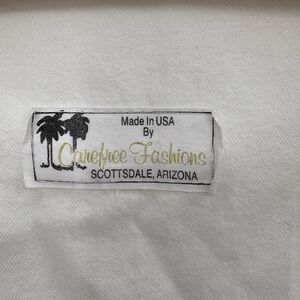 Made In USA
By
Carefree Fashions
SCOTTSDALE, ARIZONA